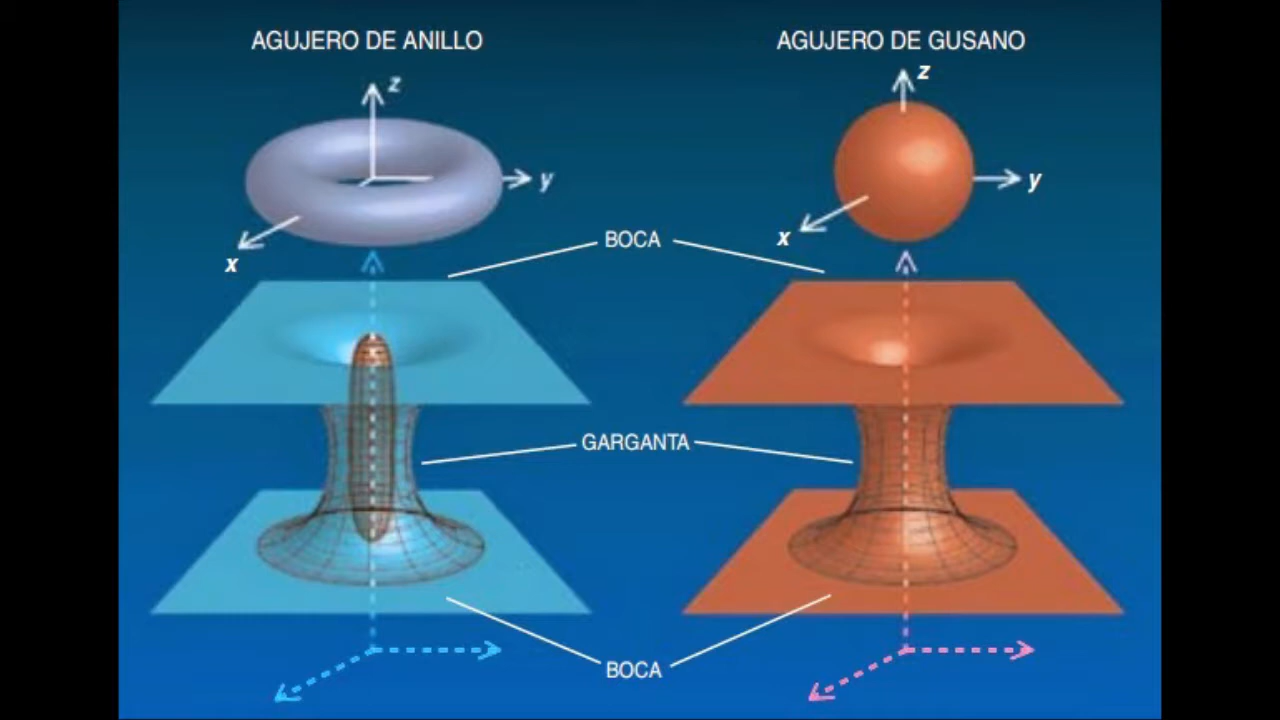 AGUJERO DE ANILLO
AGUJERO DE GUSANO
z
z
y
y
x
x
BOCA
GARGANTA
BOCA